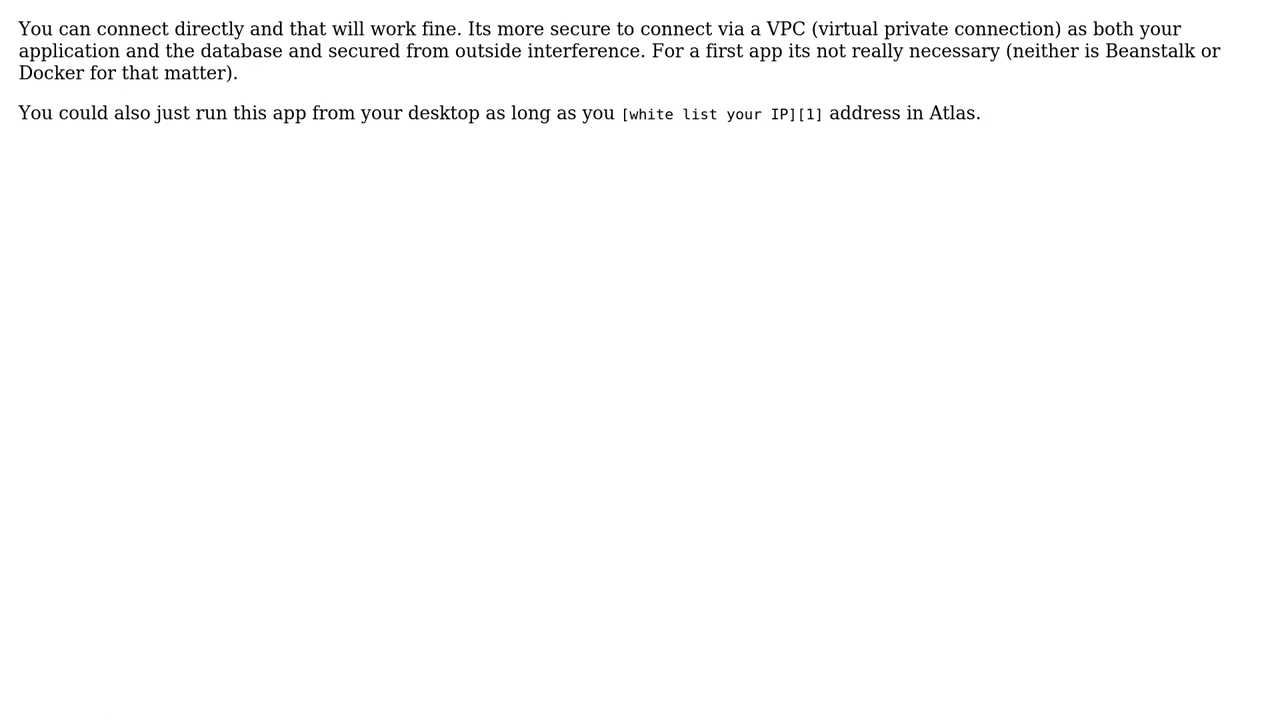 You can connect directly and that will work fine. Its more secure to connect via a VPC (virtual private connection) as both your
application and the database and secured from outside interference. For a first app its not really necessary (neither is Beanstalk or
Docker for that matter).
You could also just run this app from your desktop as long as you [white list your IP][1] address in Atlas.